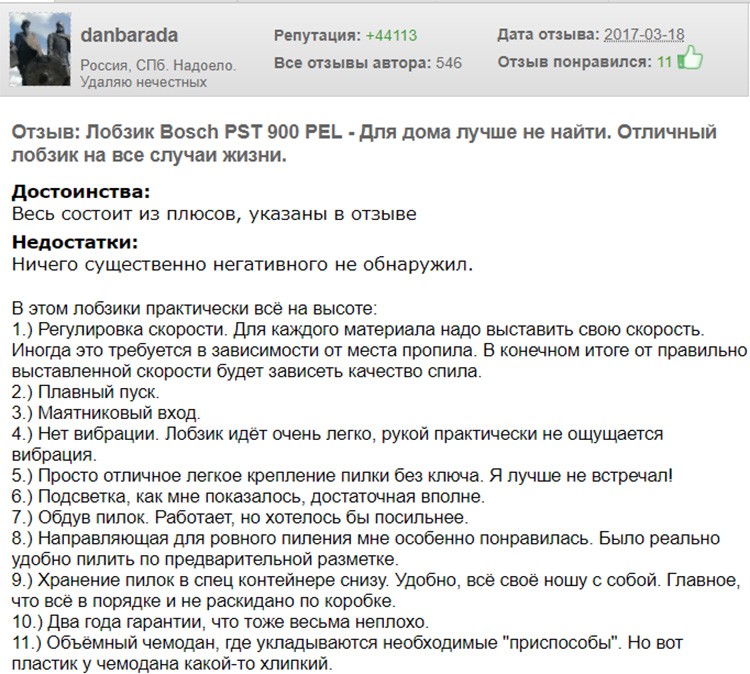 danbarada
Репутация: +44113
Дата отзыва: 2017-03-18
Россия, СПб. Надоело.
Удаляю нечестных
Все отзывы автора: 546
Отзыв понравился: 11
Отзыв: Лобзик Bosch PST 900 PEL - Для дома лучше не найти. Отличный
лобзик на все случаи жизни.
Достоинства:
Весь состоит из плюсов, указаны в отзыве
Недостатки:
Ничего существенно негативного не обнаружил.
В этом лобзики практически всё на высоте:
1.) Регулировка скорости. Для каждого материала надо выставить свою скорость.
Иногда это требуется в зависимости от места пропила. В конечном итоге от правильно
выставленной скорости будет зависеть качество спила.
2.) Плавный пуск.
3.) Маятниковый вход.
4.) Нет вибрации. Лобзик идёт очень легко, рукой практически не ощущается
вибрация.
5.) Просто отличное легкое крепление пилки без ключа. Я лучше не встречал!
6.) Подсветка, как мне показалось, достаточная вполне.
7.) Обдув пилок. Работает, но хотелось бы посильнее.
8.) Направляющая для ровного пиления мне особенно понравилась. Было реально
удобно пилить по предварительной разметке.
9.) Хранение пилок в спец контейнере снизу. Удобно, всё своё ношу с собой. Главное,
что всё в порядке и не раскидано по коробке.
10.) Два года гарантии, что тоже весьма неплохо.
11.) Объёмный чемодан, где укладываются необходимые "приспособы". Но вот
пластик у чемодана какой-то хлипкий.